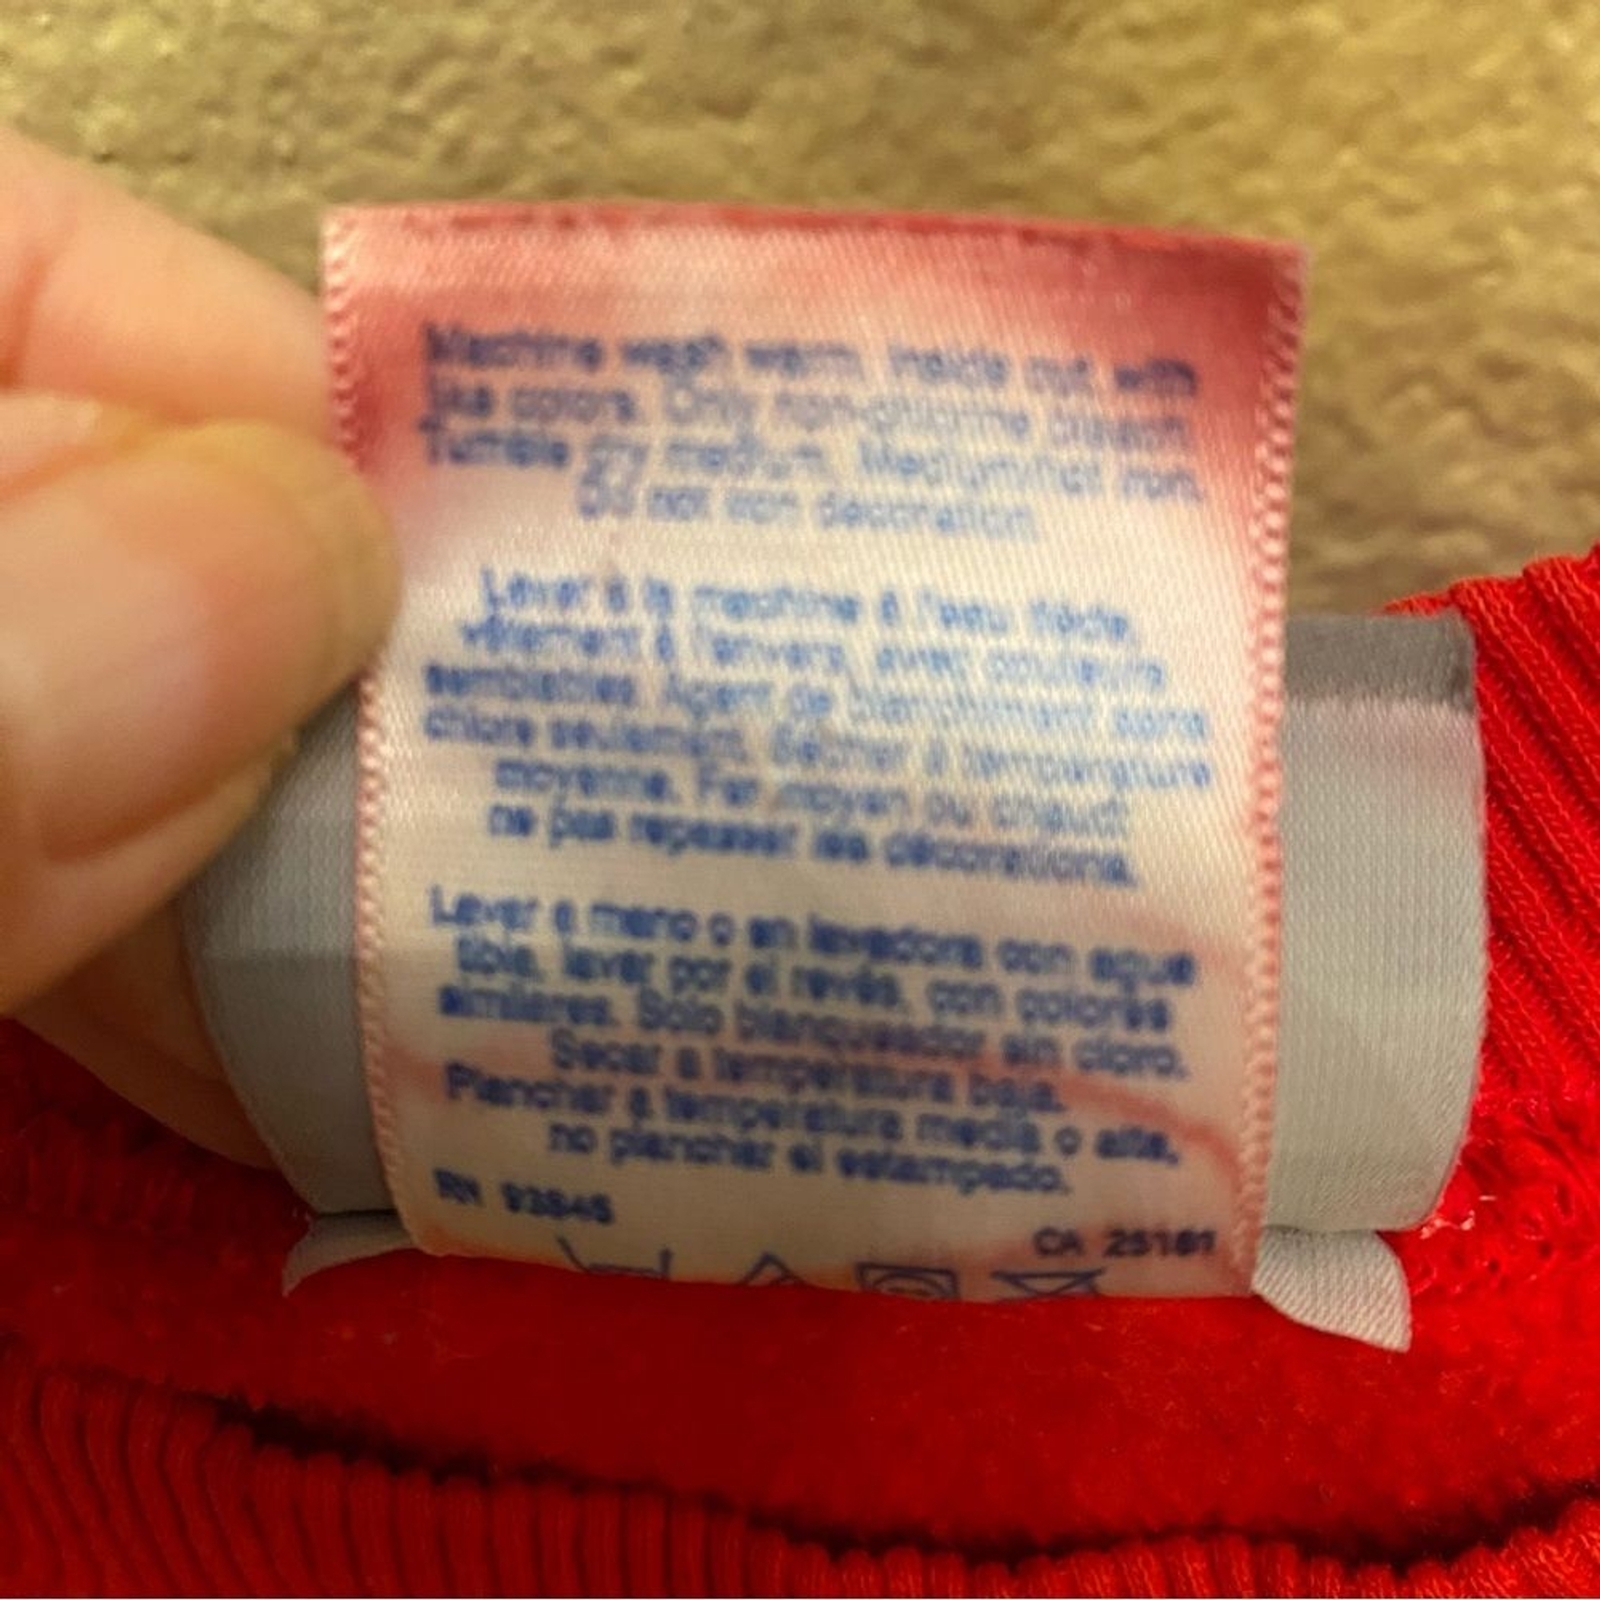 Machine wash warm, inside out, with
like colors. Only non-chlorine bleach.
Tumble dry medium. Medium/hot iron.
Do not iron decoration.
Laver à la machine à l'eau tiède,
vêtement à l'envers, avec couleurs
semblables. Agent de blanchiment sans
chlore seulement. Sécher à température
moyenne. Fer moyen ou chaud;
ne pas repasser les décorations.
Lavar a mano o en lavadora con agua
tibia, lavar por el revés, con colores
similares. Sólo blanqueador sin cloro.
Secar a temperatura baja.
Planchar a temperatura media o alta,
no planchar el estampado.
RN 93846
CA 25181